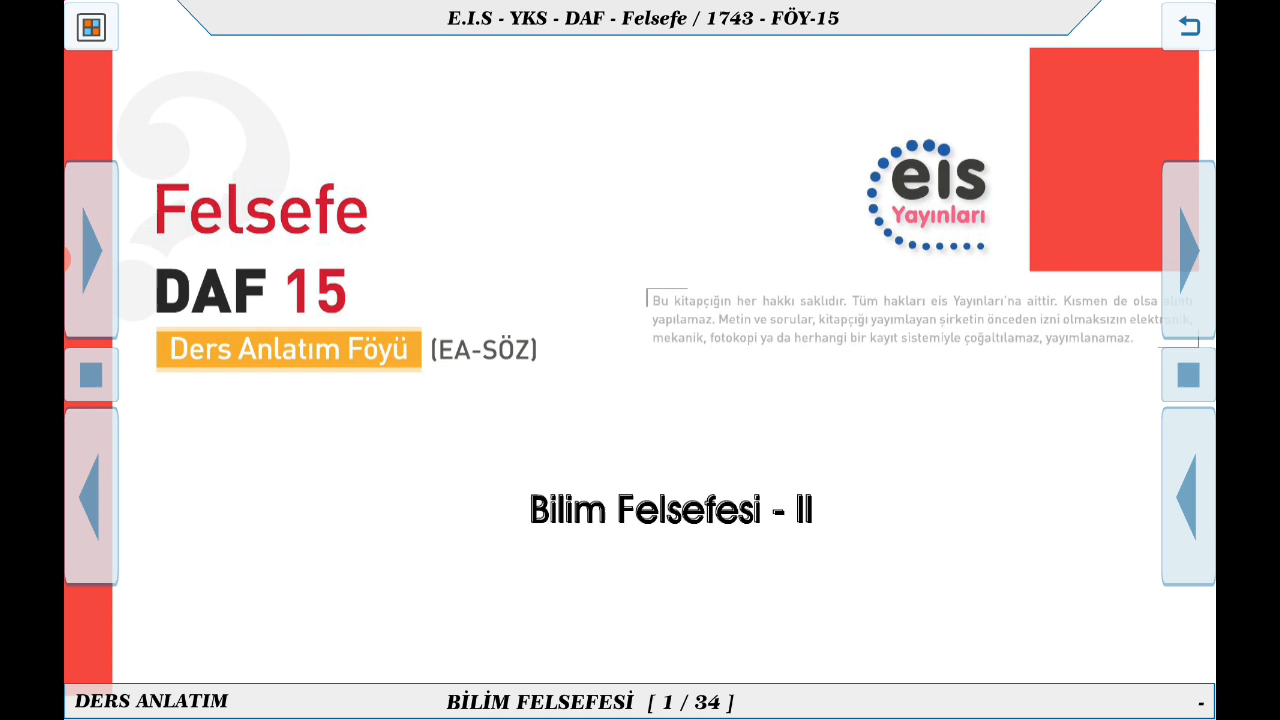 E.I.S - YKS - DAF - Felsefe / 1743 - FÖY-15
Felsefe
DAF 15
Ders Anlatım Föyü (EA-SÖZ)
eis
Yayınları
Bu kitapçığın her hakkı saklıdır. Tüm hakları eis Yayınları'na aittir. Kısmen de olsa alıntı
yapılamaz. Metin ve sorular, kitapçığı yayımlayan şirketin önceden izni olmaksızın elektronik,
mekanik, fotokopi ya da herhangi bir kayıt sistemiyle çoğaltılamaz, yayımlanamaz.
Bilim Felsefesi - II
DERS ANLATIM
BİLİM FELSEFESİ [ 1 / 34 ]
-